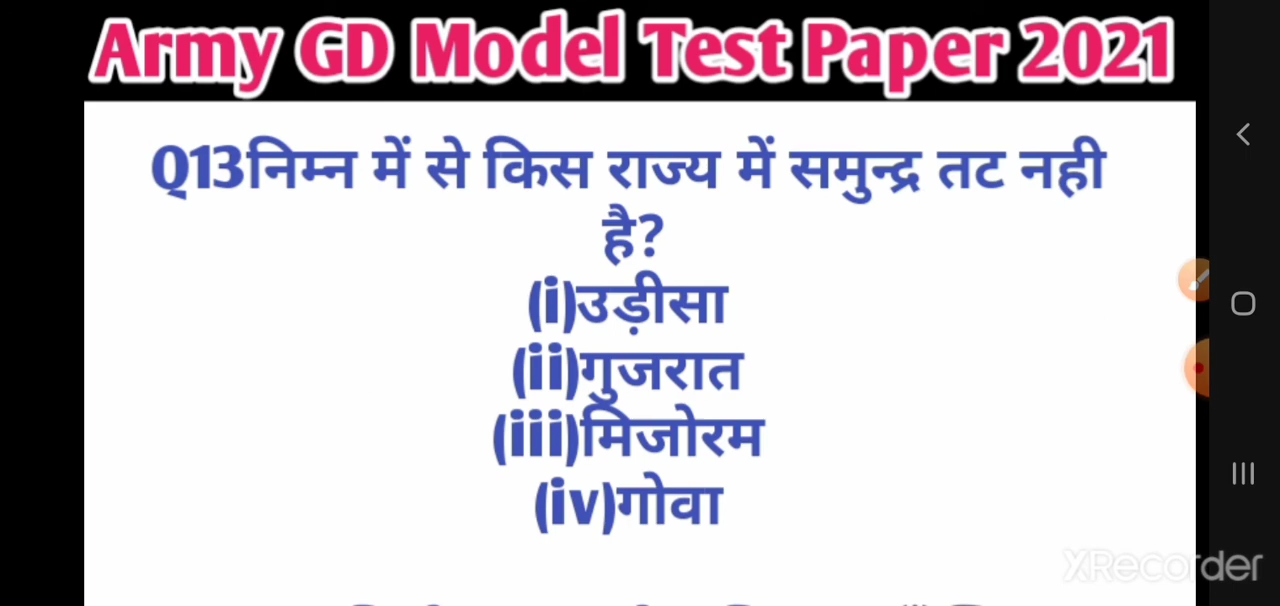 Army GD Model Test Paper 2021
Q13निम्न में से किस राज्य में समुन्द्र तट नही
है?
(i)उड़ीसा
(ii)गुजरात
(iii)मिजोरम
(iv)गोवा
XRecorder